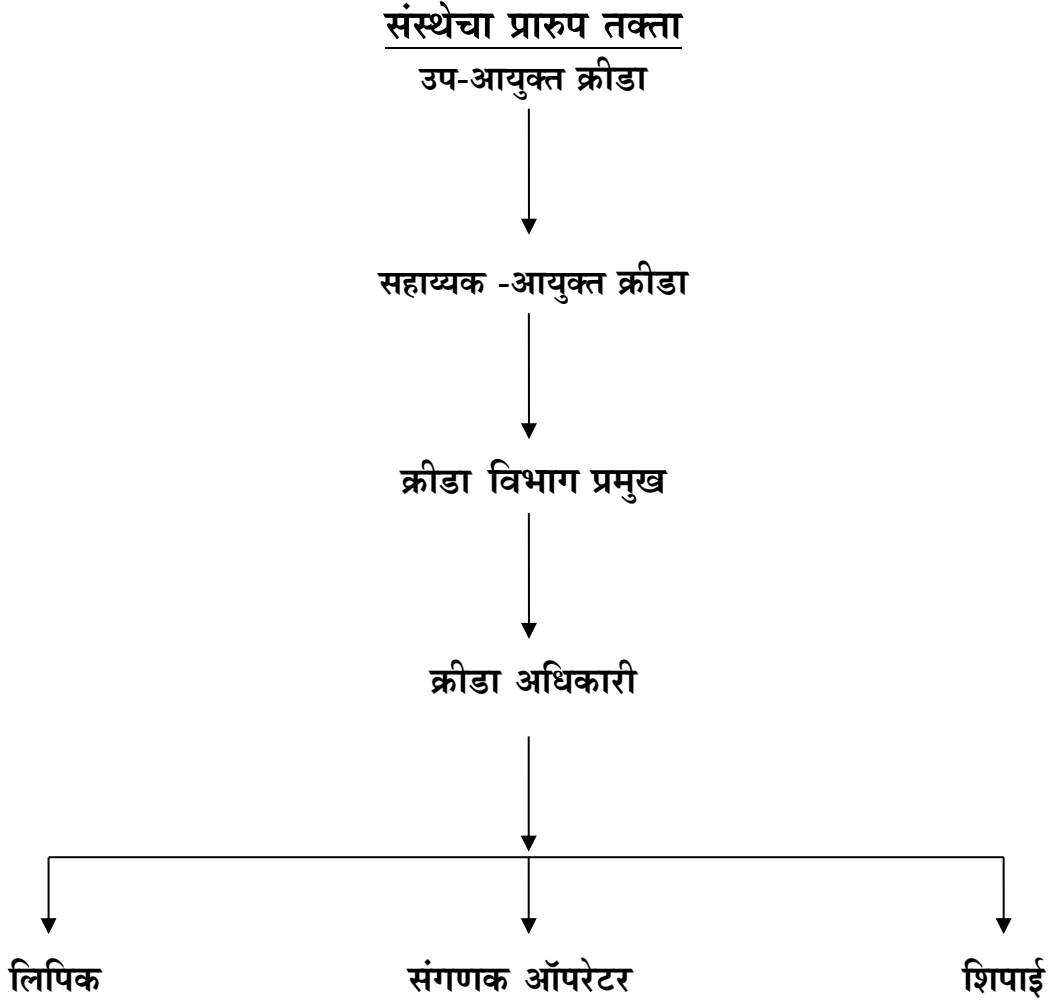 संस्थेचा प्रारुप तक्ता
उप-आयुक्त क्रीडा
सहाय्यक -आयुक्त क्रीडा
क्रीडा विभाग प्रमुख
क्रीडा अधिकारी
लिपिक संगणक ऑपरेटर शिपाई